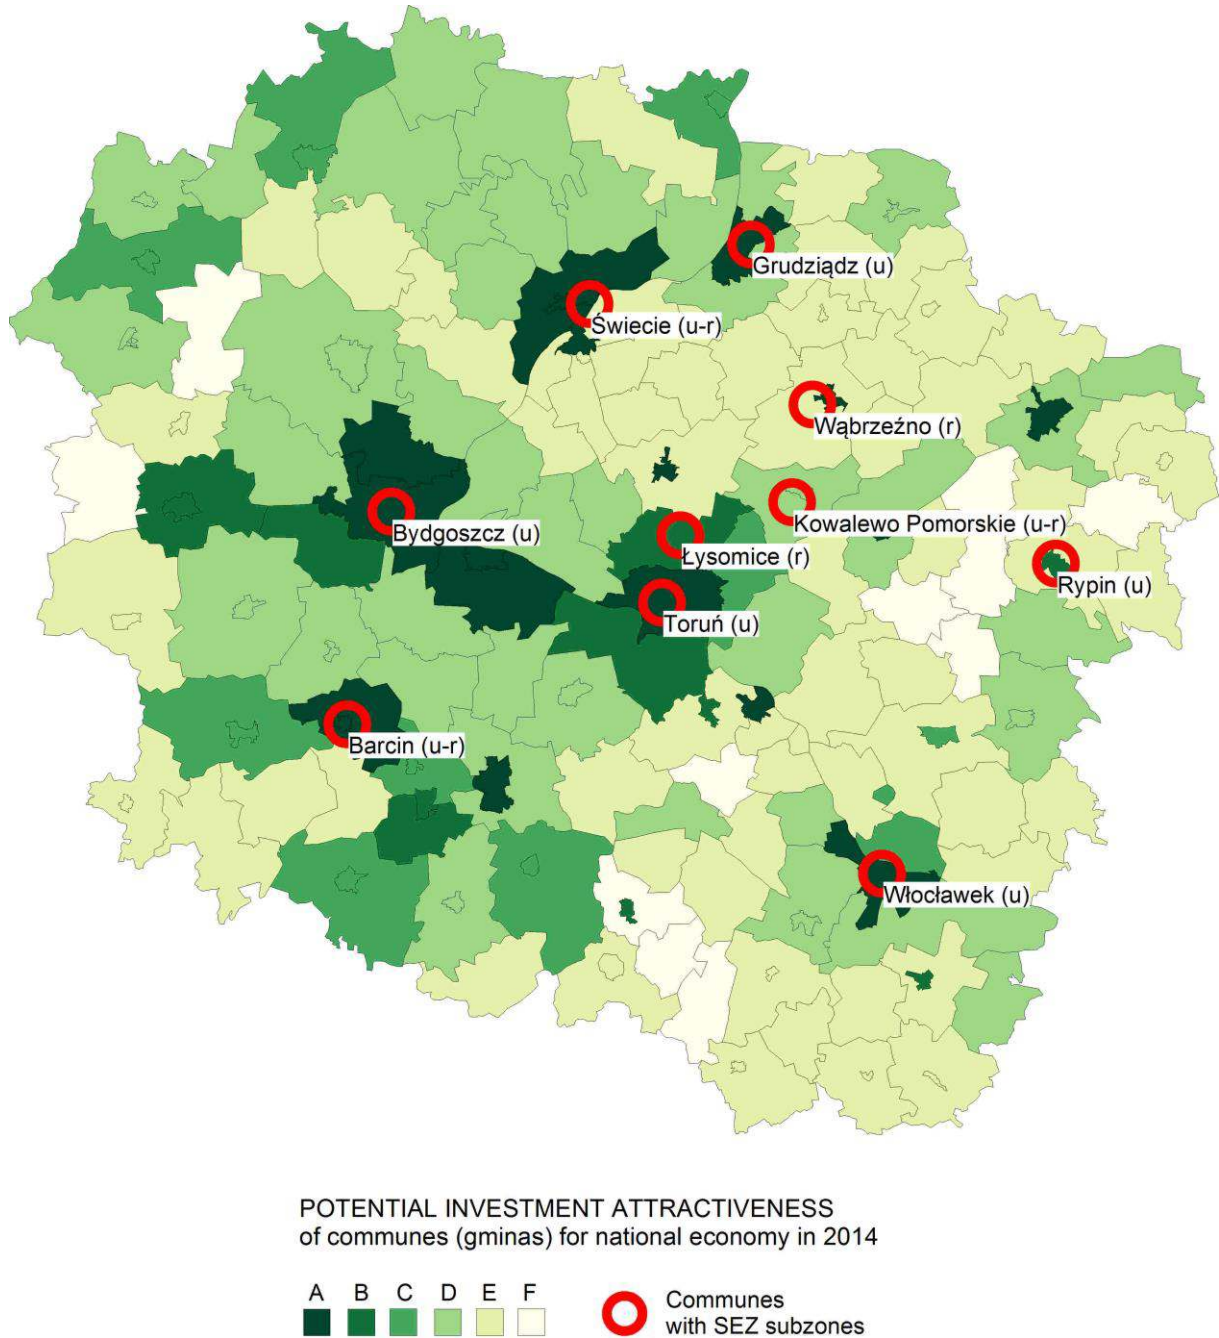 Grudziądz (u)
Świecie (u-r)
Wąbrzeźno (r)
Kowalewo Pomorskie (u-r)
Bydgoszcz (u)
Łysomice (r)
Rypin (u)
Toruń (u)
Barcin (u-r)
Włocławek (u)
POTENTIAL INVESTMENT ATTRACTIVENESS
of communes (gminas) for national economy in 2014
A B C D E F
Communes
with SEZ subzones